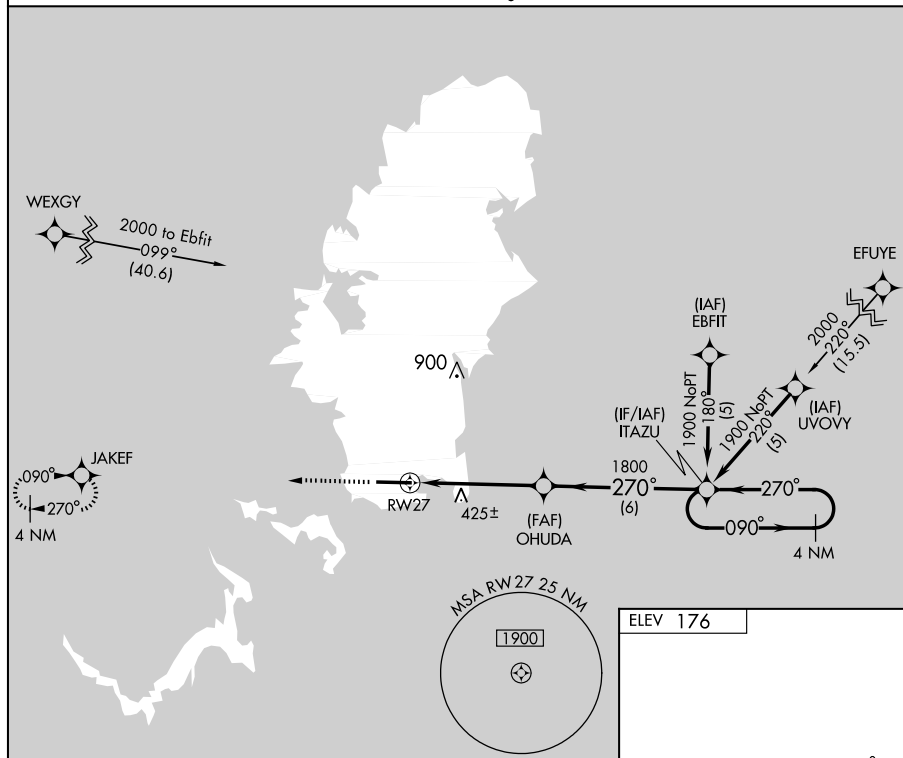 WEXGY
2000 to Ebfit
099°
(40.6)
EFUYE
2000
220°
(15.5)
(IAF)
EBFIT
900
1900 NoPT
180°
(5)
1900 NoPT
220°
(5)
(IAF)
UVOVY
(IF/IAF)
ITAZU
JAKEF
090°
270°
4 NM
RW27
425±
(FAF)
OHUDA
1800
270°
(6)
270°
090°
4 NM
MSA RW27 25 NM
1900
ELEV 176